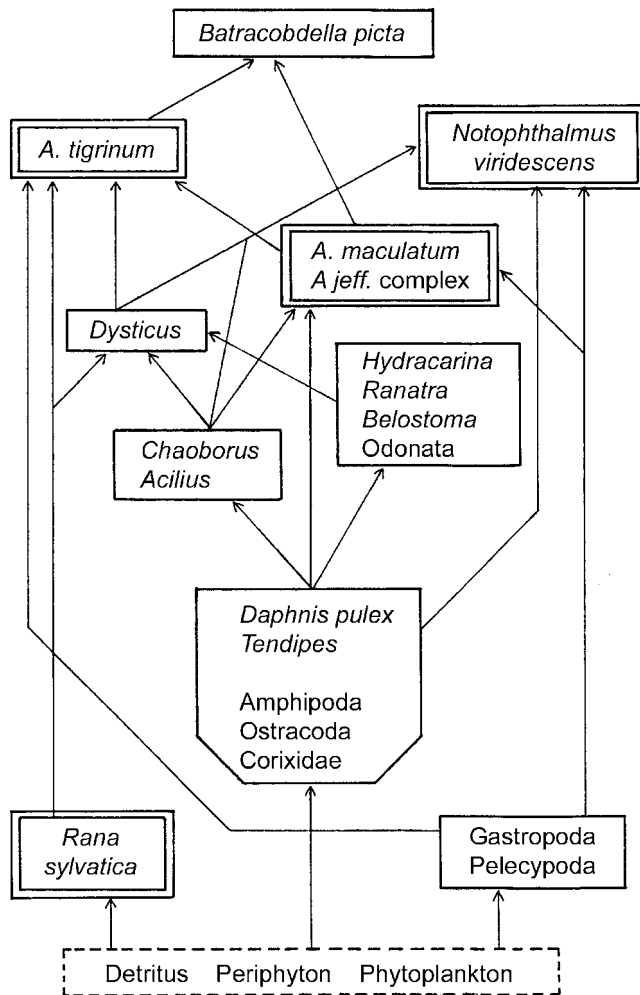 Batracobdella picta
A. tigrinum
Notophthalmus
viridescens
A. maculatum
A jeff. complex
Dysticus
Hydracarina
Ranatra
Belostoma
Odonata
Chaoborus
Acilius
Daphnis pulex
Tendipes
Amphipoda
Ostracoda
Corixidae
Rana
sylvatica
Gastropoda
Pelecypoda
Detritus Periphyton Phytoplankton